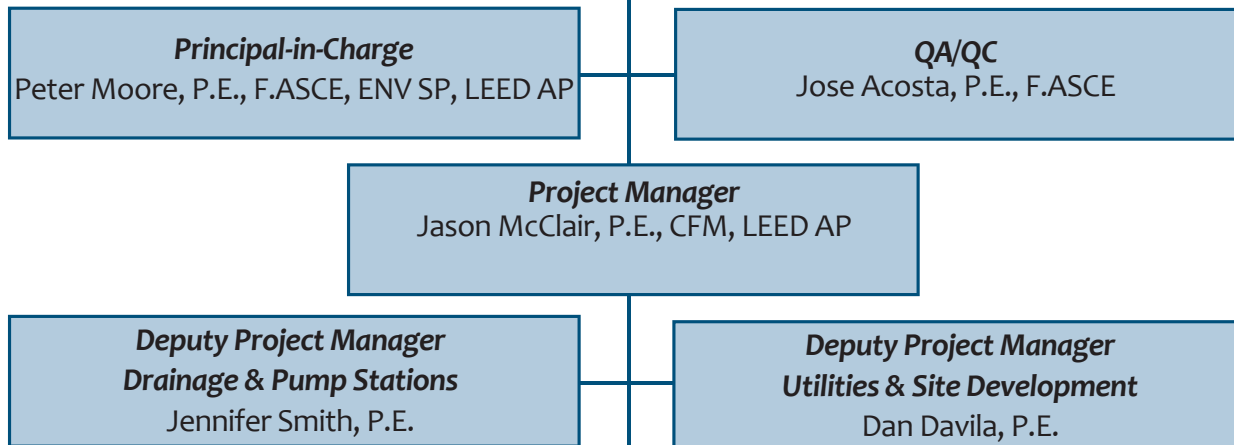 Principal-in-Charge
Peter Moore, P.E., F.ASCE, ENV SP, LEED AP
QA/QC
Jose Acosta, P.E., F.ASCE
Project Manager
Jason McClair, P.E., CFM, LEED AP
Deputy Project Manager
Drainage & Pump Stations
Jennifer Smith, P.E.
Deputy Project Manager
Utilities & Site Development
Dan Davila, P.E.